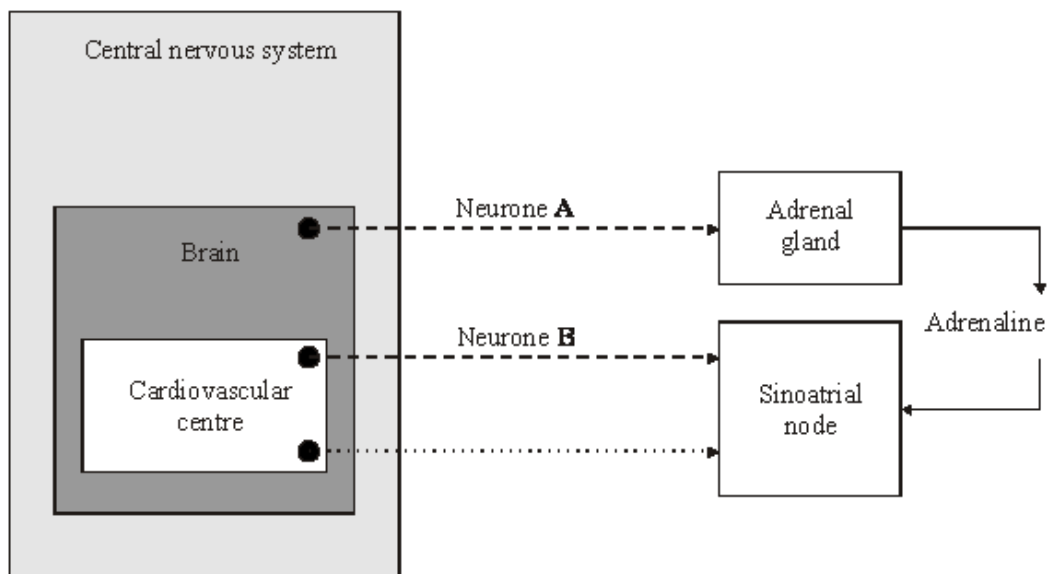 Central nervous system
Neurone A
Adrenal
gland
Brain
Adrenaline
Neurone B
Cardiovascular
centre
Sinoatrial
node